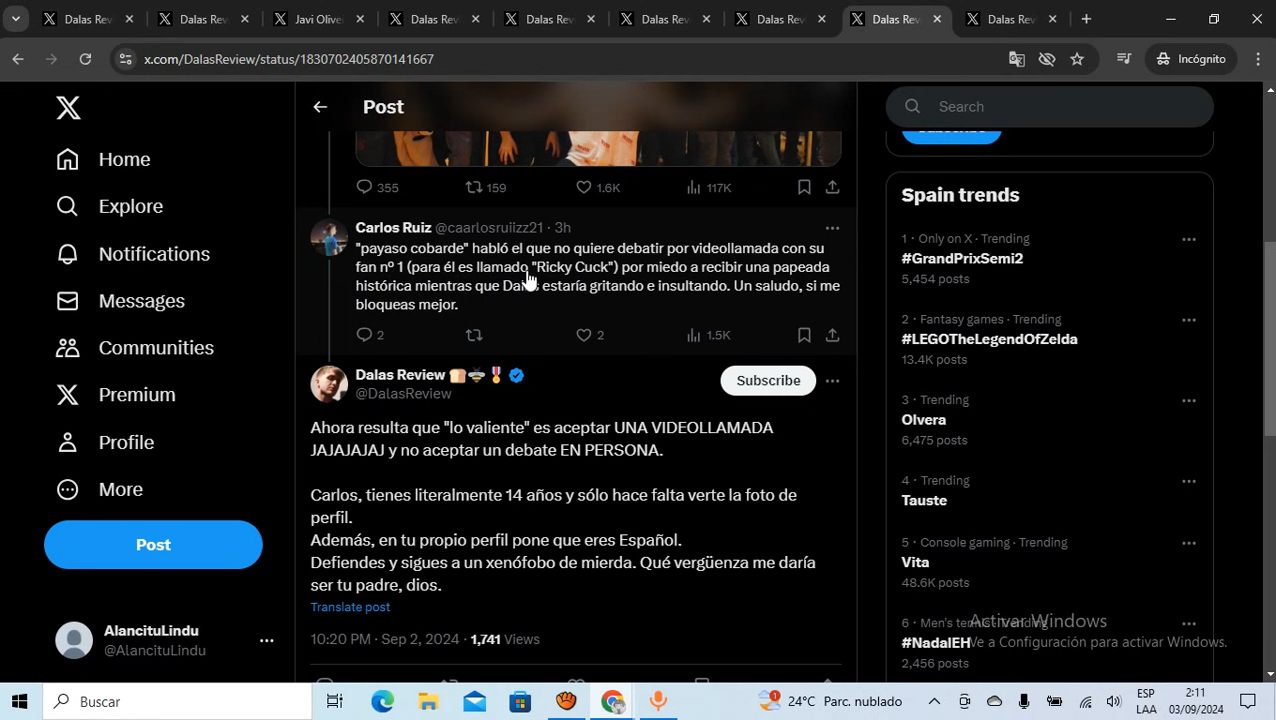 Dalas Rev
Dalas Rev
Javi Olive
Dalas Rev
Dalas Rev
Dalas Rev
Dalas Rev
Dalas Rev
Dalas Rev
x.com/DalasReview/status/1830702405870141667
Incógnito
Home
Explore
Notifications
Messages
Communities
Premium
Profile
More
Post
AlancituLindu
@AlancituLindu
Post
355 159 1.6K 117K
Carlos Ruiz @caarlosruiizz21 · 3h
"payaso cobarde" habló el que no quiere debatir por videollamada con su
fan nº 1 (para él es llamado "Ricky Cuck") por miedo a recibir una papeada
histórica mientras que estaría gritando e insultando. Un saludo, si me
bloqueas mejor.
2 2 1.5K
Dalas Review
@DalasReview
Subscribe
Ahora resulta que "lo valiente" es aceptar UNA VIDEOLLAMADA
JAJAJAJAJ y no aceptar un debate EN PERSONA.
Carlos, tienes literalmente 14 años y sólo hace falta verte la foto de
perfil.
Además, en tu propio perfil pone que eres Español.
Defiendes y sigues a un xenófobo de mierda. Qué vergüenza me daría
ser tu padre, dios.
Translate post
10:20 PM · Sep 2, 2024 · 1,741 Views
Search
Subscribe
Spain trends
1 · Only on X · Trending
#GrandPrixSemi2
2 · Fantasy games · Trending
#LEGOTheLegendOfZelda
13.4K posts
3 · Trending
Olvera
6,475 posts
4 · Trending
Tauste
5 · Console gaming · Trending
Vita
48.6K posts
6 · Men's tennis · Trending
#NadalEH
2,456 posts
Activar Windows
Ve a Configuración para activar Windows.
Buscar
24°C Parc. nublado
ESP
LAA
2:11
03/09/2024